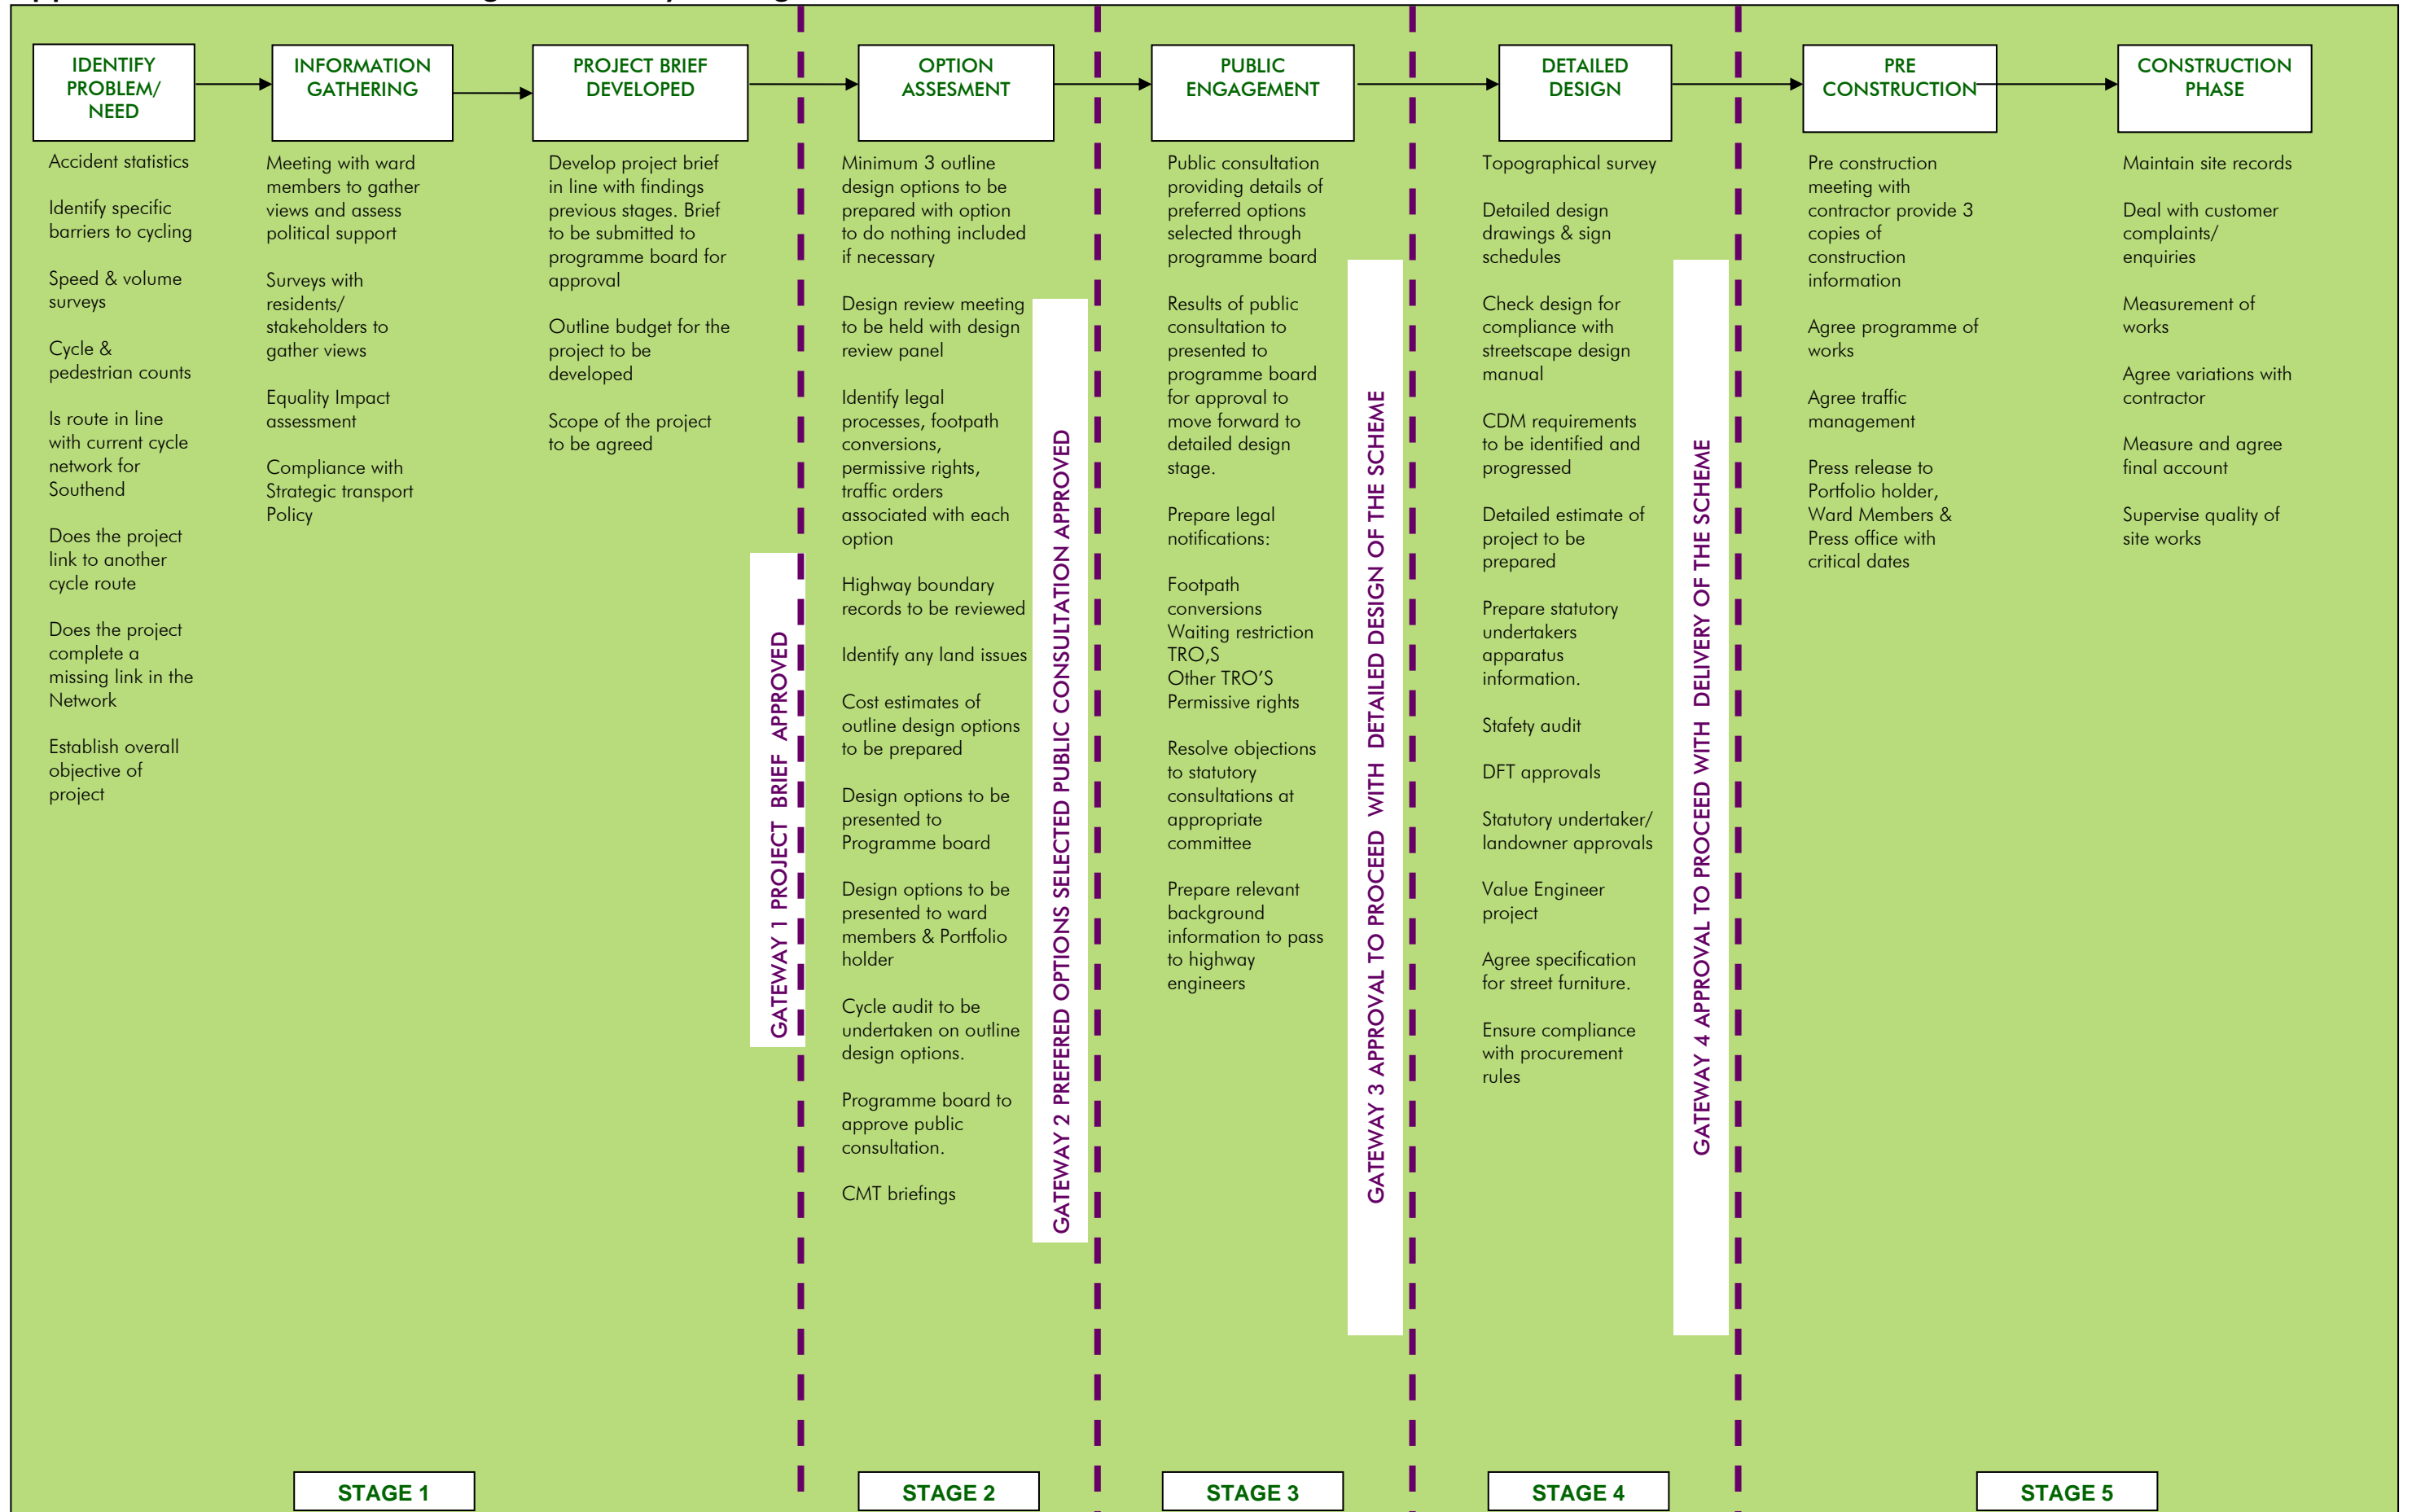 IDENTIFY
PROBLEM/
NEED
INFORMATION
GATHERING
PROJECT BRIEF
DEVELOPED
OPTION
ASSESMENT
PUBLIC
ENGAGEMENT
DETAILED
DESIGN
PRE
CONSTRUCTION
CONSTRUCTION
PHASE
Accident statistics
Identify specific
barriers to cycling
Speed & volume
surveys
Cycle &
pedestrian counts
Is route in line
with current cycle
network for
Southend
Does the project
link to another
cycle route
Does the project
complete a
missing link in the
Network
Establish overall
objective of
project
Meeting with ward
members to gather
views and assess
political support
Surveys with
residents/
stakeholders to
gather views
Equality Impact
assessment
Compliance with
Strategic transport
Policy
Develop project brief
in line with findings
previous stages. Brief
to be submitted to
programme board for
approval
Outline budget for the
project to be
developed
Scope of the project
to be agreed
GATEWAY 1 PROJECT BRIEF APPROVED
Minimum 3 outline
design options to be
prepared with option
to do nothing included
if necessary
Design review meeting
to be held with design
review panel
Identify legal
processes, footpath
conversions,
permissive rights,
traffic orders
associated with each
option
Highway boundary
records to be reviewed
Identify any land issues
Cost estimates of
outline design options
to be prepared
Design options to be
presented to
Programme board
Design options to be
presented to ward
members & Portfolio
holder
Cycle audit to be
undertaken on outline
design options.
Programme board to
approve public
consultation.
CMT briefings
GATEWAY 2 PREFERRED OPTIONS SELECTED PUBLIC CONSULTATION APPROVED
Public consultation
providing details of
preferred options
selected through
programme board
Results of public
consultation to
presented to
programme board
for approval to
move forward to
detailed design
stage.
Prepare legal
notifications:
Footpath
conversions
Waiting restriction
TRO,S
Other TRO’S
Permissive rights
Resolve objections
to statutory
consultations at
appropriate
committee
Prepare relevant
background
information to pass
to highway
engineers
GATEWAY 3 APPROVAL TO PROCEED WITH DETAILED DESIGN OF THE SCHEME
Topographical survey
Detailed design
drawings & sign
schedules
Check design for
compliance with
streetscape design
manual
CDM requirements
to be identified and
progressed
Detailed estimate of
project to be
prepared
Prepare statutory
undertakers
apparatus
information.
Stafety audit
DFT approvals
Statutory undertaker/
landowner approvals
Value Engineer
project
Agree specification
for street furniture.
Ensure compliance
with procurement
rules
GATEWAY 4 APPROVAL TO PROCEED WITH DELIVERY OF THE SCHEME
Pre construction
meeting with
contractor provide 3
copies of
construction
information
Agree programme of
works
Agree traffic
management
Press release to
Portfolio holder,
Ward Members &
Press office with
critical dates
Maintain site records
Deal with customer
complaints/
enquiries
Measurement of
works
Agree variations with
contractor
Measure and agree
final account
Supervise quality of
site works
STAGE 1
STAGE 2
STAGE 3
STAGE 4
STAGE 5